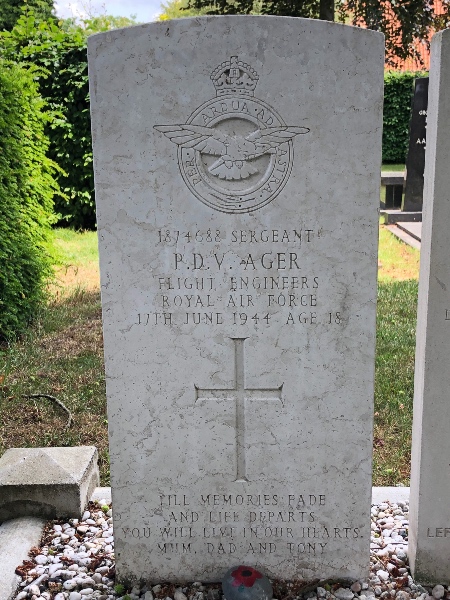 PER ARDUA AD ASTRA
1874688 SERGEANT
P.D.V. AGER
FLIGHT ENGINEERS
ROYAL AIR FORCE
17TH JUNE 1944 AGE 18
TILL MEMORIES FADE
AND LIFE DEPARTS
YOU WILL LIVE IN OUR HEARTS.
MUM, DAD AND TONY